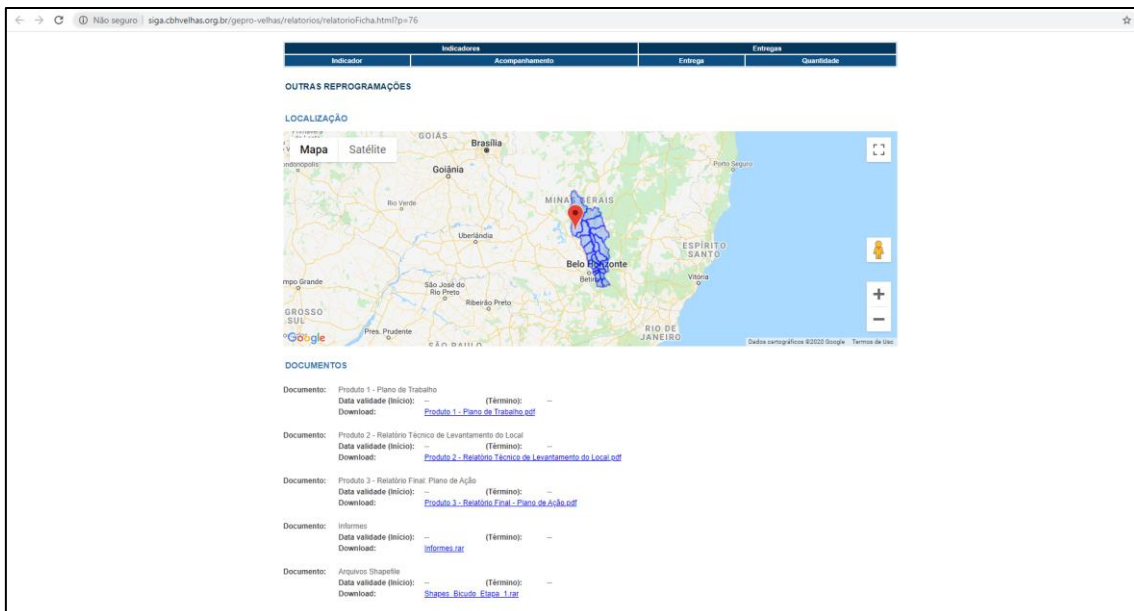 Não seguro | siga.cbhvelhas.org.br/gepro-velhas/relatorios/relatorioFicha.html?p=76
Indicadores Entregas
Indicador Acompanhamento Entrega Quantidade
OUTRAS REPROGRAMAÇÕES
LOCALIZAÇÃO
Mapa Satélite
GOIÁS
Brasília
Goiânia
Porto Seguro
Rio Verde
MINAS GERAIS
Uberlândia
ESPÍRITO
SANTO
Belo Horizonte
Betim
Vitória
São José do
Rio Preto
Ribeirão Preto
GROSSO
SUL
Pres. Prudente
RIO DE
JANEIRO
SÃO PAULO
Google
Dados cartográficos ©2020 Google Termos de Uso
DOCUMENTOS
Documento: Produto 1 - Plano de Trabalho
Data validade (Início): -- (Término): --
Download: Produto 1 - Plano de Trabalho.pdf
Documento: Produto 2 - Relatório Técnico de Levantamento do Local
Data validade (Início): -- (Término): --
Download: Produto 2 - Relatório Técnico de Levantamento do Local.pdf
Documento: Produto 3 - Relatório Final: Plano de Ação
Data validade (Início): -- (Término): --
Download: Produto 3 - Relatório Final - Plano de Ação.pdf
Documento: Informes
Data validade (Início): -- (Término): --
Download: Informes.rar
Documento: Arquivos Shapefile
Data validade (Início): -- (Término): --
Download: Shapes_Bicudo_Etapa_1.rar